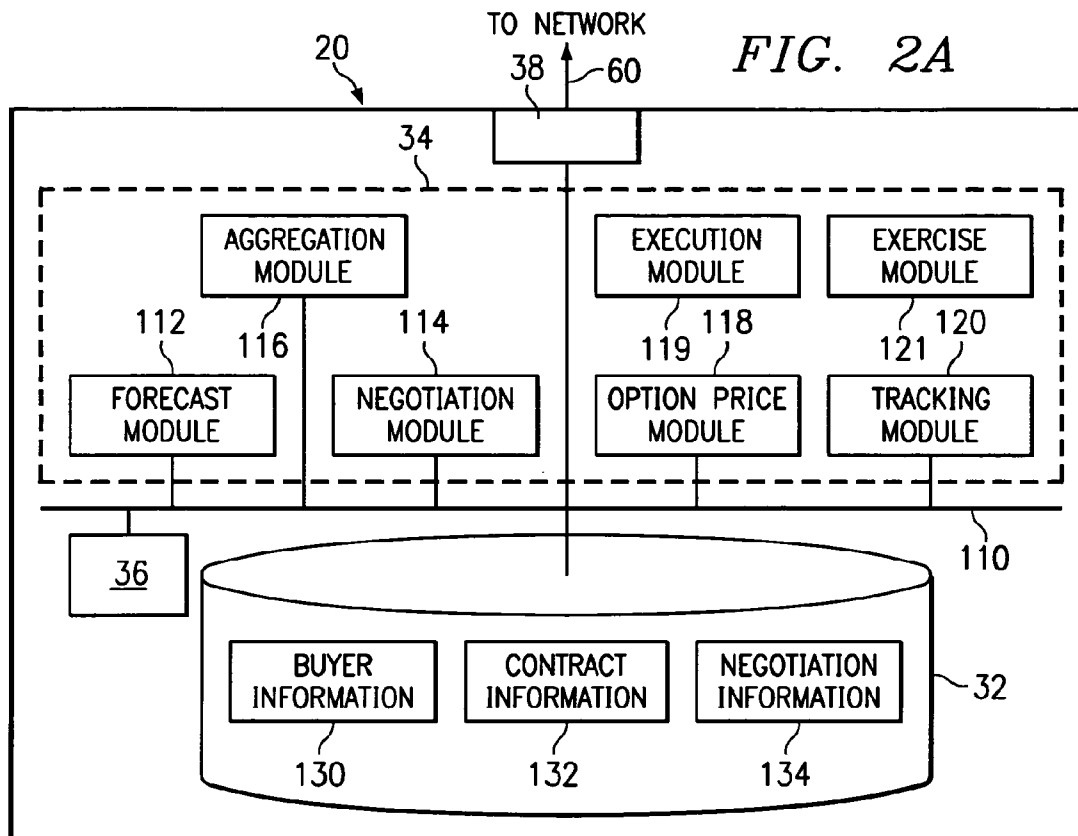 TO NETWORK
FIG. 2A
20
38
60
34
AGGREGATION
MODULE
EXECUTION
MODULE
EXERCISE
MODULE
112
116
114
119
118
121
120
FORECAST
MODULE
NEGOTIATION
MODULE
OPTION PRICE
MODULE
TRACKING
MODULE
110
36
BUYER
INFORMATION
CONTRACT
INFORMATION
NEGOTIATION
INFORMATION
32
130
132
134